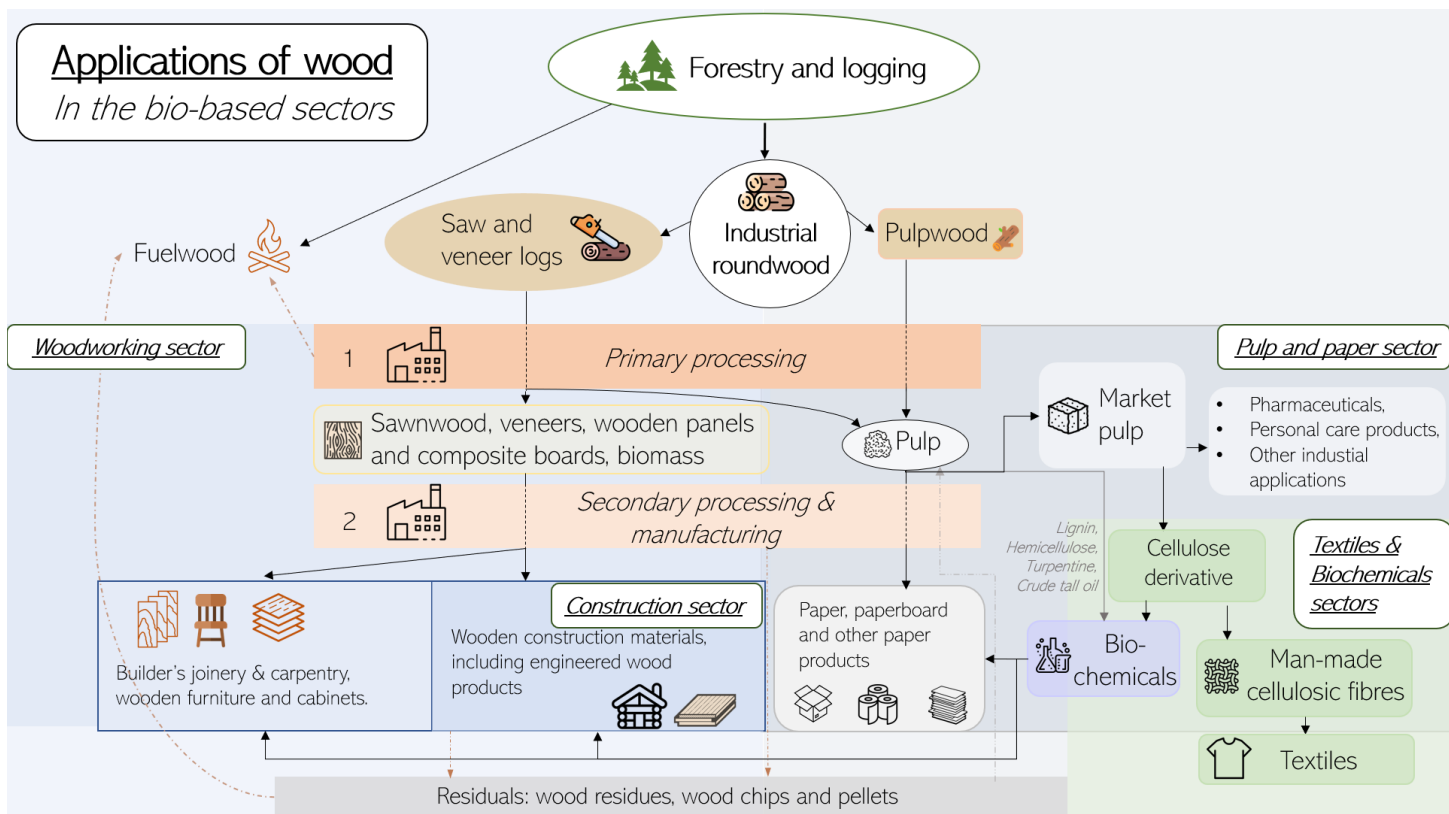 Applications of wood
In the bio-based sectors
Forestry and logging
Saw and
veneer logs
Industrial
roundwood
Pulpwood
Fuelwood
Woodworking sector
1
Primary processing
Pulp and paper sector
Sawnwood, veneers, wooden panels
and composite boards, biomass
Pulp
Market
pulp
• Pharmaceuticals,
• Personal care products,
• Other industial
applications
2
Secondary processing &
manufacturing
Lignin,
Hemicellulose,
Turpentine,
Crude tall oil
Cellulose
derivative
Textiles &
Biochemicals
sectors
Builder's joinery & carpentry,
wooden furniture and cabinets.
Construction sector
Wooden construction materials,
including engineered wood
products
Paper, paperboard
and other paper
products
Bio-
chemicals
Man-made
cellulosic fibres
Textiles
Residuals: wood residues, wood chips and pellets